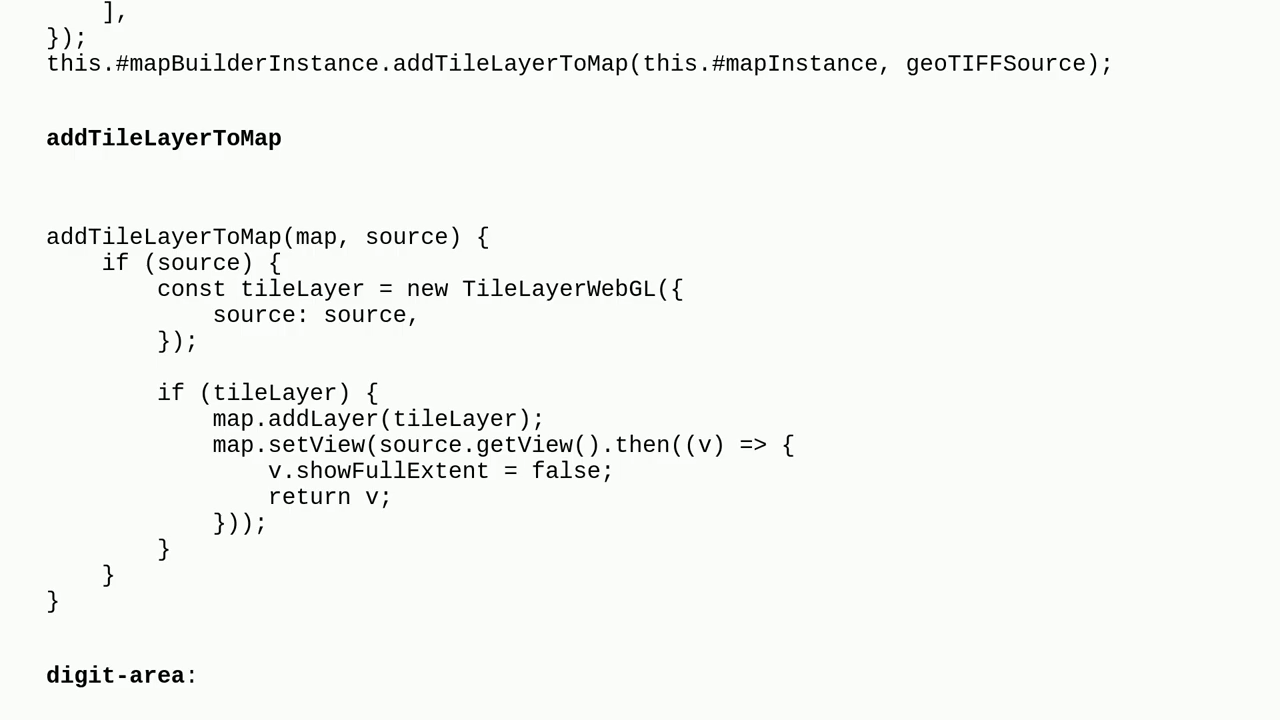 ],
});
this.#mapBuilderInstance.addTileLayerToMap(this.#mapInstance, geoTIFFSource);
addTileLayerToMap
addTileLayerToMap(map, source) {
    if (source) {
        const tileLayer = new TileLayerWebGL({
            source: source,
        });
        if (tileLayer) {
            map.addLayer(tileLayer);
            map.setView(source.getView().then((v) => {
                v.showFullExtent = false;
                return v;
            }));
        }
    }
}
digit-area: